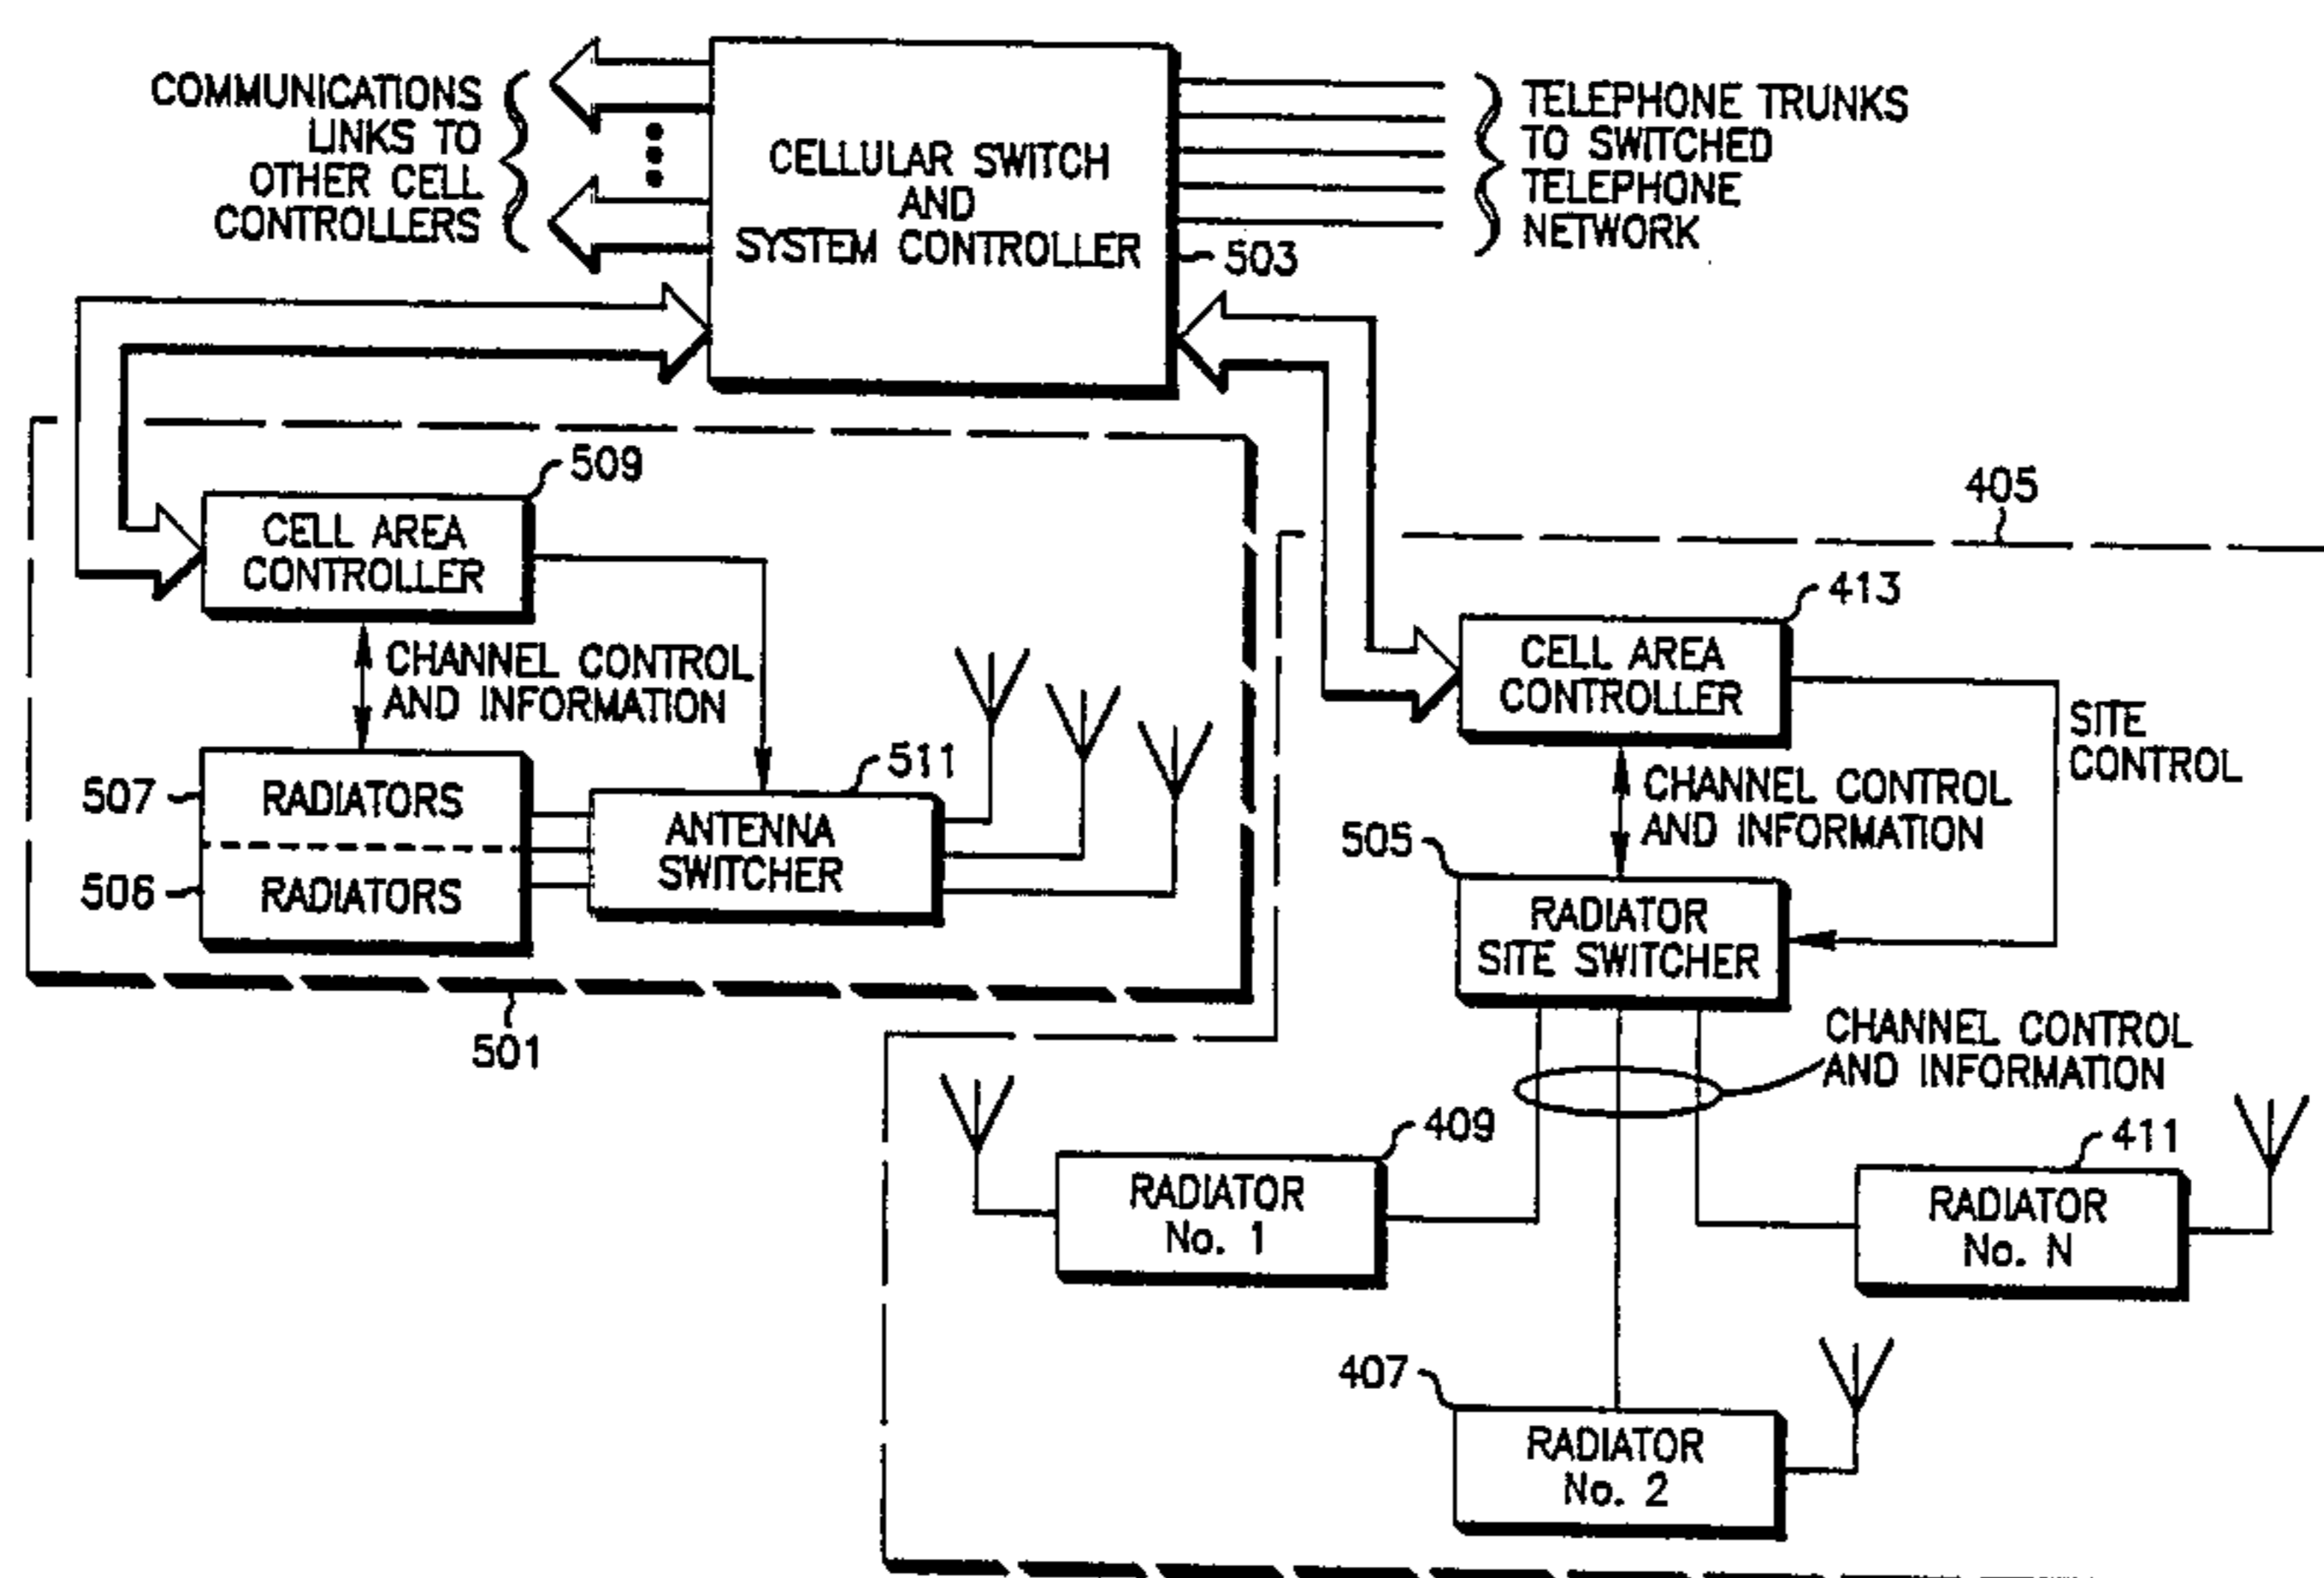 COMMUNICATIONS
LINKS TO
OTHER CELL
CONTROLLERS
CELLULAR SWITCH
AND
SYSTEM CONTROLLER
503
TELEPHONE TRUNKS
TO SWITCHED
TELEPHONE
NETWORK
509
CELL AREA
CONTROLLER
CHANNEL CONTROL
AND INFORMATION
507
RADIATORS
508
RADIATORS
511
ANTENNA
SWITCHER
501
405
413
CELL AREA
CONTROLLER
SITE
CONTROL
CHANNEL CONTROL
AND INFORMATION
505
RADIATOR
SITE SWITCHER
CHANNEL CONTROL
AND INFORMATION
409
RADIATOR
No. 1
411
RADIATOR
No. N
407
RADIATOR
No. 2